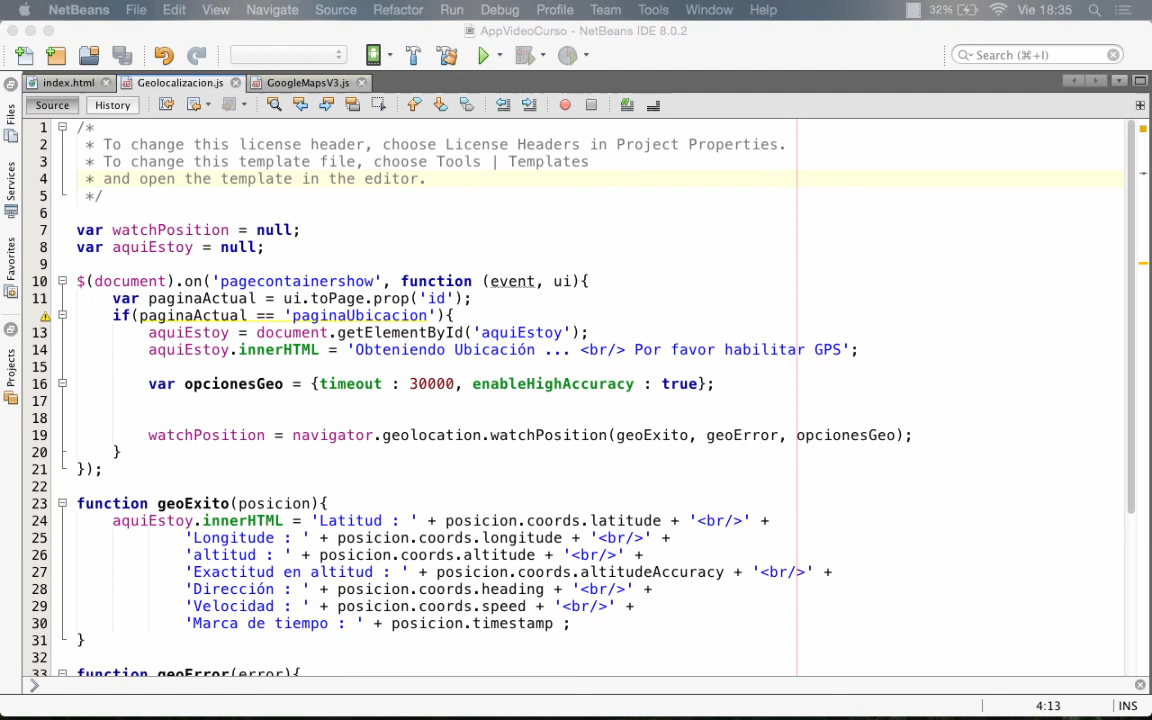 NetBeans File Edit View Navigate Source Refactor Run Debug Profile Team Tools Window Help 32% Vie 18:35
AppVideoCurso - NetBeans IDE 8.0.2
Search (⌘+I)
index.html Geolocalizacion.js GoogleMapsV3.js
Source History
Files
Services
Favorites
Projects
1 /*
2 * To change this license header, choose License Headers in Project Properties.
3 * To change this template file, choose Tools | Templates
4 * and open the template in the editor.
5 */
6
7 var watchPosition = null;
8 var aquiEstoy = null;
9
10 $(document).on('pagecontainershow', function (event, ui){
11 var paginaActual = ui.toPage.prop('id');
if(paginaActual == 'paginaUbicacion'){
13 aquiEstoy = document.getElementById('aquiEstoy');
14 aquiEstoy.innerHTML = 'Obteniendo Ubicación ... <br/> Por favor habilitar GPS';
15
16 var opcionesGeo = {timeout : 30000, enableHighAccuracy : true};
17
18
19 watchPosition = navigator.geolocation.watchPosition(geoExito, geoError, opcionesGeo);
20 }
21 });
22
23 function geoExito(posicion){
24 aquiEstoy.innerHTML = 'Latitud : ' + posicion.coords.latitude + '<br/>' +
25 'Longitude : ' + posicion.coords.longitude + '<br/>' +
26 'altitud : ' + posicion.coords.altitude + '<br/>' +
27 'Exactitud en altitud : ' + posicion.coords.altitudeAccuracy + '<br/>' +
28 'Dirección : ' + posicion.coords.heading + '<br/>' +
29 'Velocidad : ' + posicion.coords.speed + '<br/>' +
30 'Marca de tiempo : ' + posicion.timestamp ;
31 }
32
33 function geoError(error){
4:13 INS